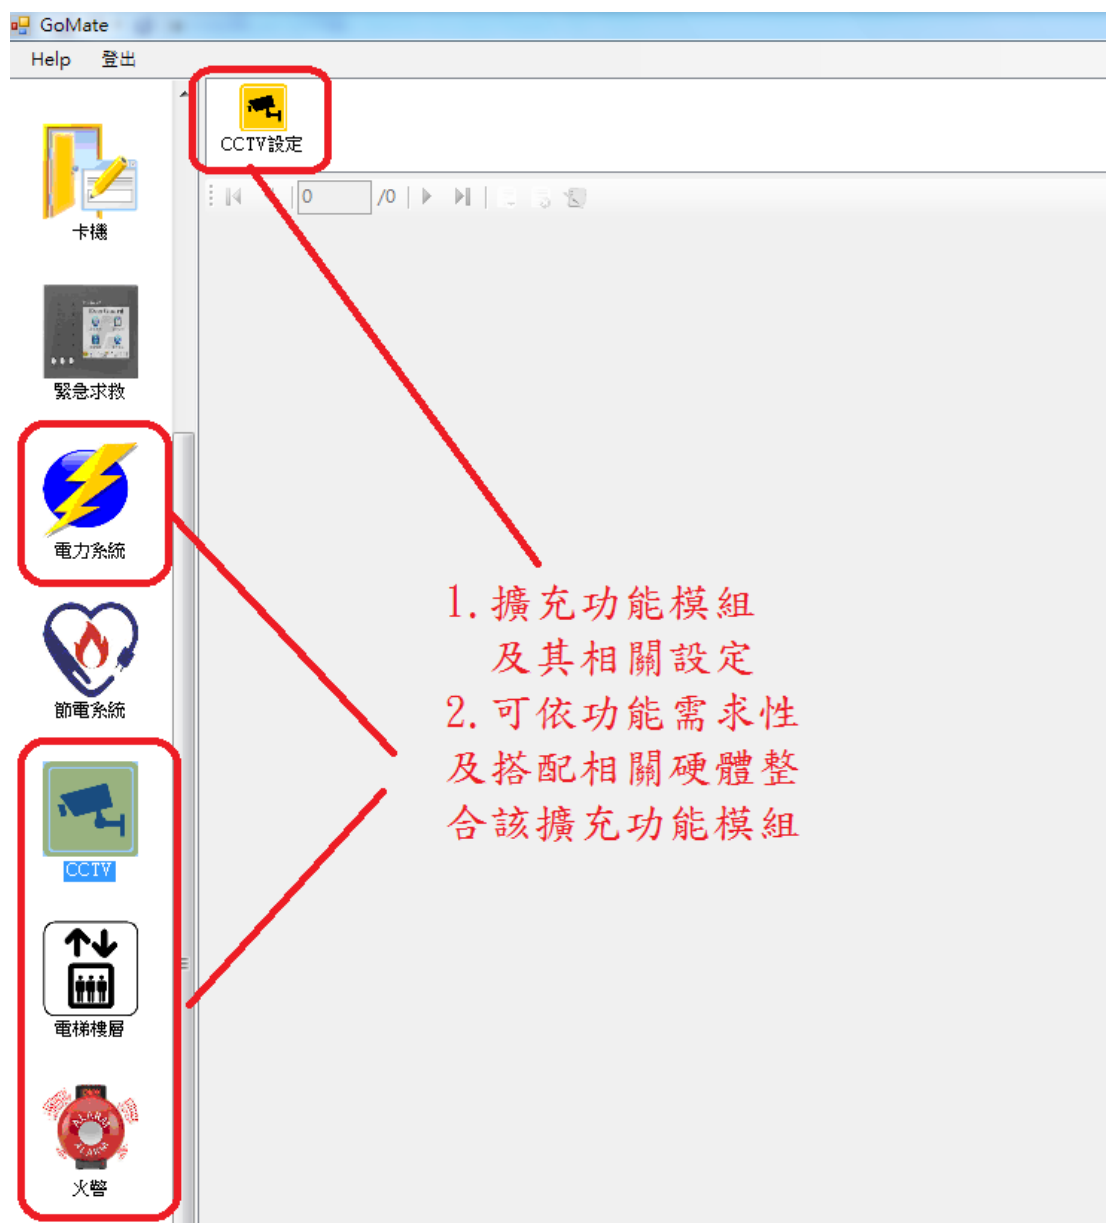 GoMate
Help 登出
CCTV設定
0 /0
卡機
緊急求救
電力系統
節電系統
CCTV
電梯樓層
ALARM
ALARM
火警
1.擴充功能模組
及其相關設定
2.可依功能需求性
及搭配相關硬體整
合該擴充功能模組